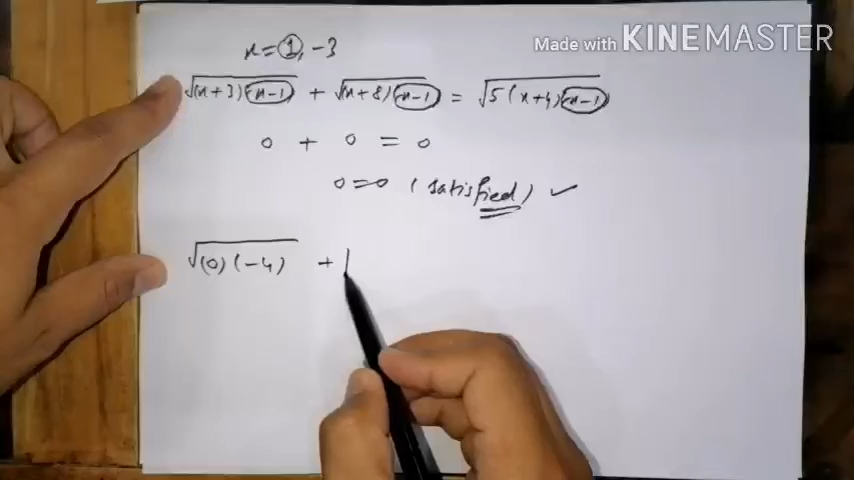 Made with KINEMASTER
x = 1, -3
√(x+3)(x-1) + √(x+8)(x-1) = √5(x+4)(x-1)
0 + 0 = 0
0=0 (satisfied) ✓
√(0)(-4) +